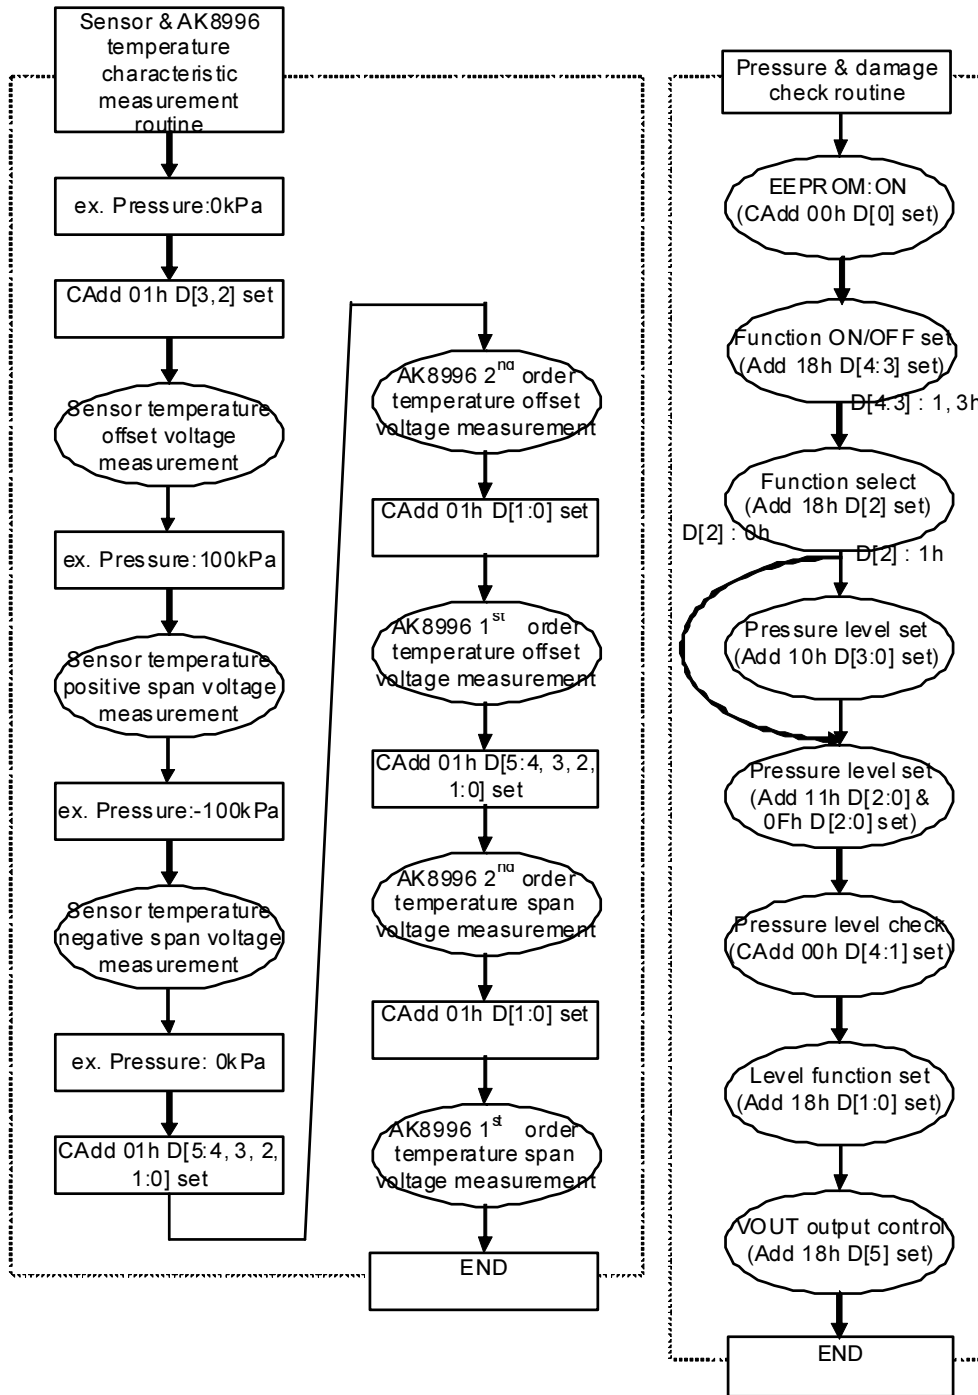 Sensor & AK8996
temperature
characteristic
measurement
routine
ex. Pressure:0kPa
CAdd 01h D[3,2] set
Sensor temperature
offset voltage
measurement
ex. Pressure:100kPa
Sensor temperature
positive span voltage
measurement
ex. Pressure:-100kPa
Sensor temperature
negative span voltage
measurement
ex. Pressure: 0kPa
CAdd 01h D[5:4, 3, 2,
1:0] set
AK8996 2nd order
temperature offset
voltage measurement
CAdd 01h D[1:0] set
AK8996 1st order
temperature offset
voltage measurement
CAdd 01h D[5:4, 3, 2,
1:0] set
AK8996 2nd order
temperature span
voltage measurement
CAdd 01h D[1:0] set
AK8996 1st order
temperature span
voltage measurement
END
Pressure & damage
check routine
EEPROM:ON
(CAdd 00h D[0] set)
Function ON/OFF set
(Add 18h D[4:3] set)
D[4:3] : 1, 3h
Function select
(Add 18h D[2] set)
D[2] : 0h
D[2] : 1h
Pressure level set
(Add 10h D[3:0] set)
Pressure level set
(Add 11h D[2:0] &
0Fh D[2:0] set)
Pressure level check
(CAdd 00h D[4:1] set)
Level function set
(Add 18h D[1:0] set)
VOUT output control
(Add 18h D[5] set)
END